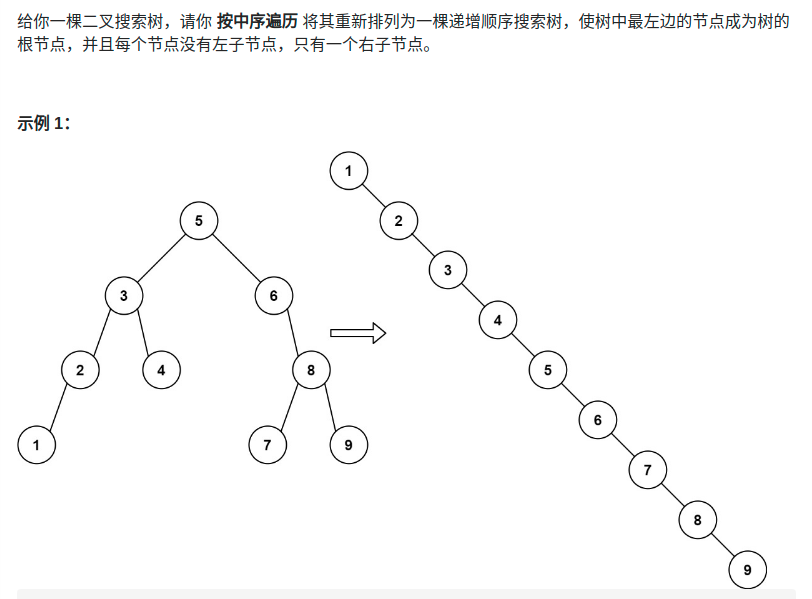 给你一棵二叉搜索树，请你 按中序遍历 将其重新排列为一棵递增顺序搜索树，使树中最左边的节点成为树的
根节点，并且每个节点没有左子节点，只有一个右子节点。
示例 1：
1
5 2
3 6 3
4
2 4 8 5
6
1 7 9 7
8
9